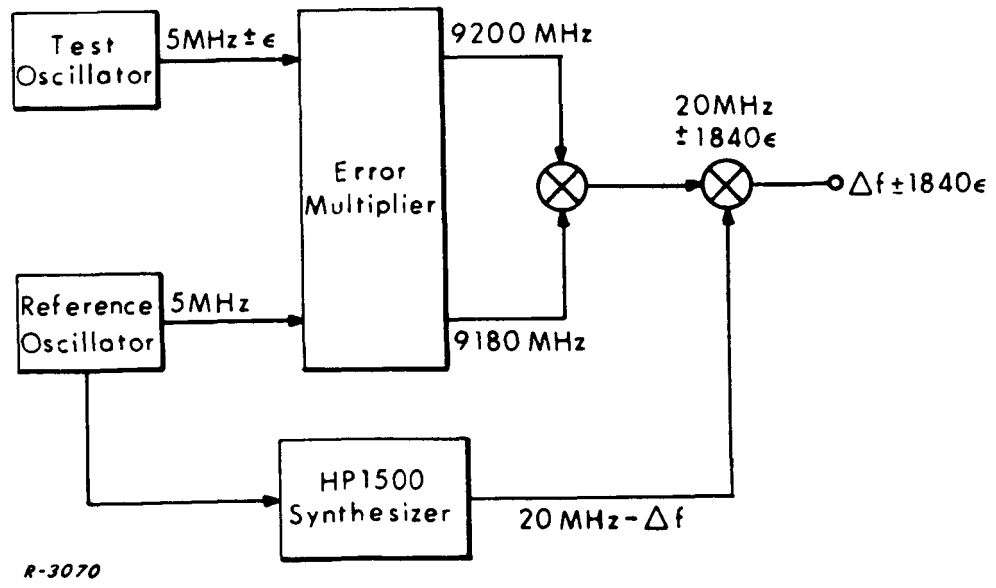 Test
Oscillator
5MHz ± ϵ
9200 MHz
20MHz
± 1840ϵ
Error
Multiplier
Δf ± 1840ϵ
Reference
Oscillator
5MHz
9180 MHz
HP1500
Synthesizer
20 MHz - Δf
R-3070